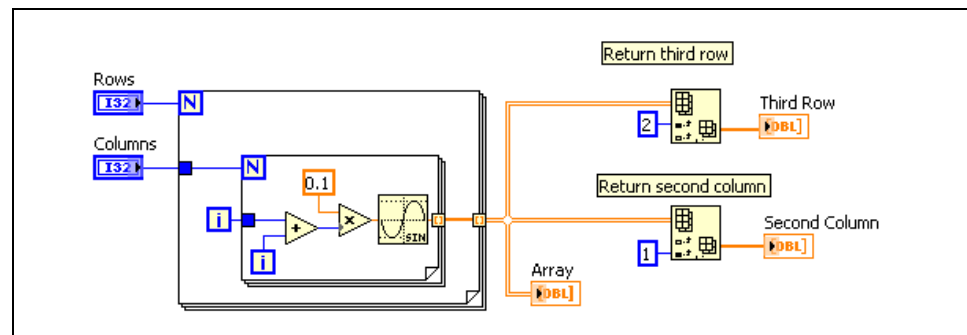 Return third row
Rows
I32
N
Third Row
2
DBL]
Columns
I32
N
0.1
Return second column
i
+
x
SIN
i
Second Column
1
DBL]
Array
DBL]